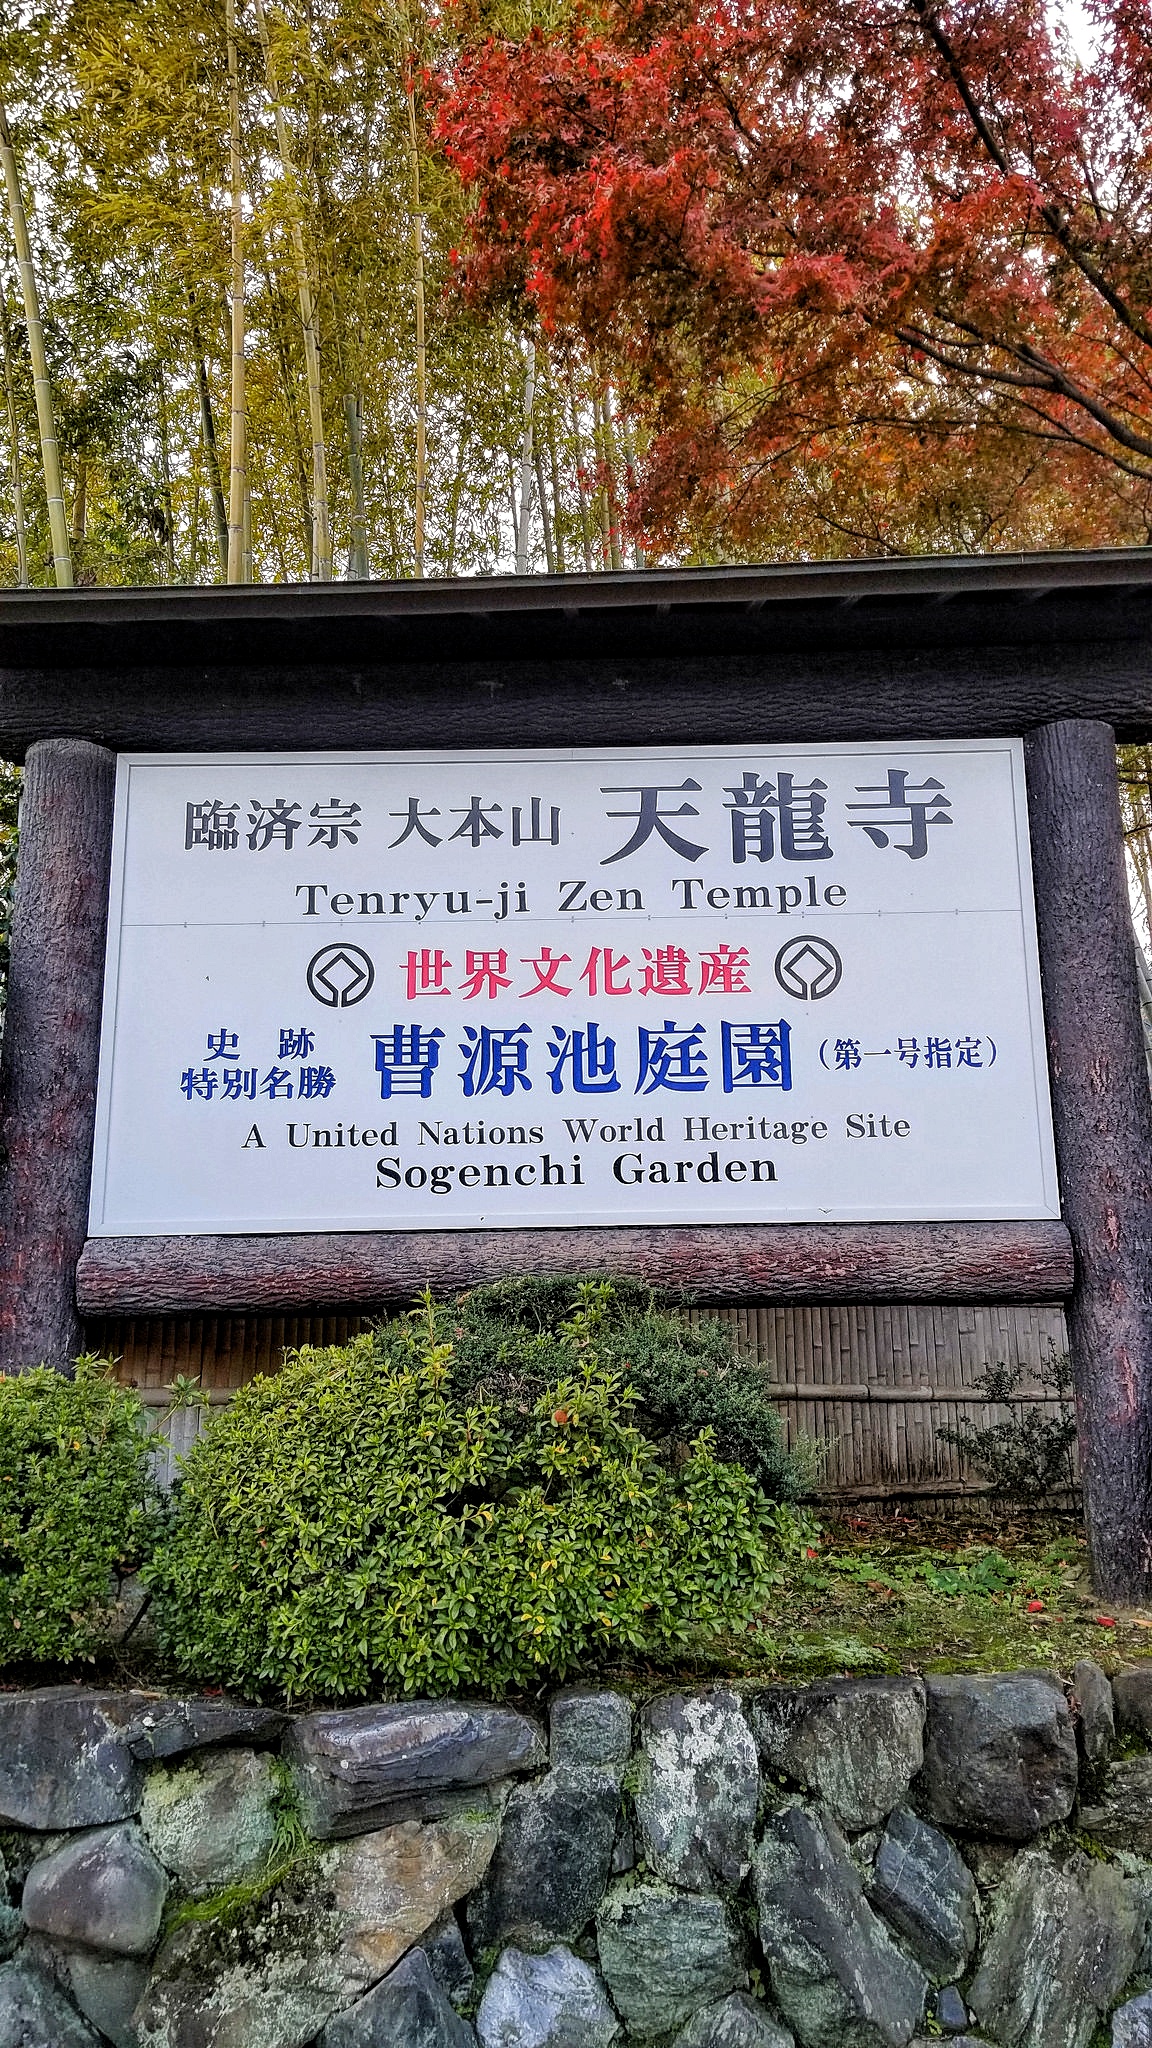 臨済宗 大本山 天龍寺
Tenryu-ji Zen Temple
世界文化遺産
史跡
特別名勝 曹源池庭園 (第一号指定)
A United Nations World Heritage Site
Sogenchi Garden